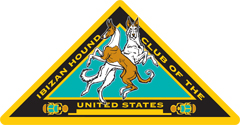 IBIZAN HOUND
CLUB OF THE
UNITED STATES